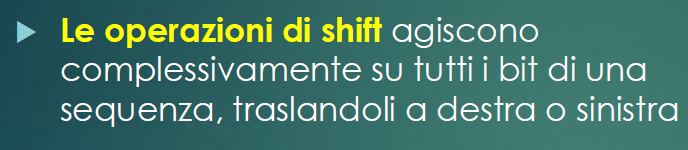 Le operazioni di shift agiscono
complessivamente su tutti i bit di una
sequenza, traslandoli a destra o sinistra